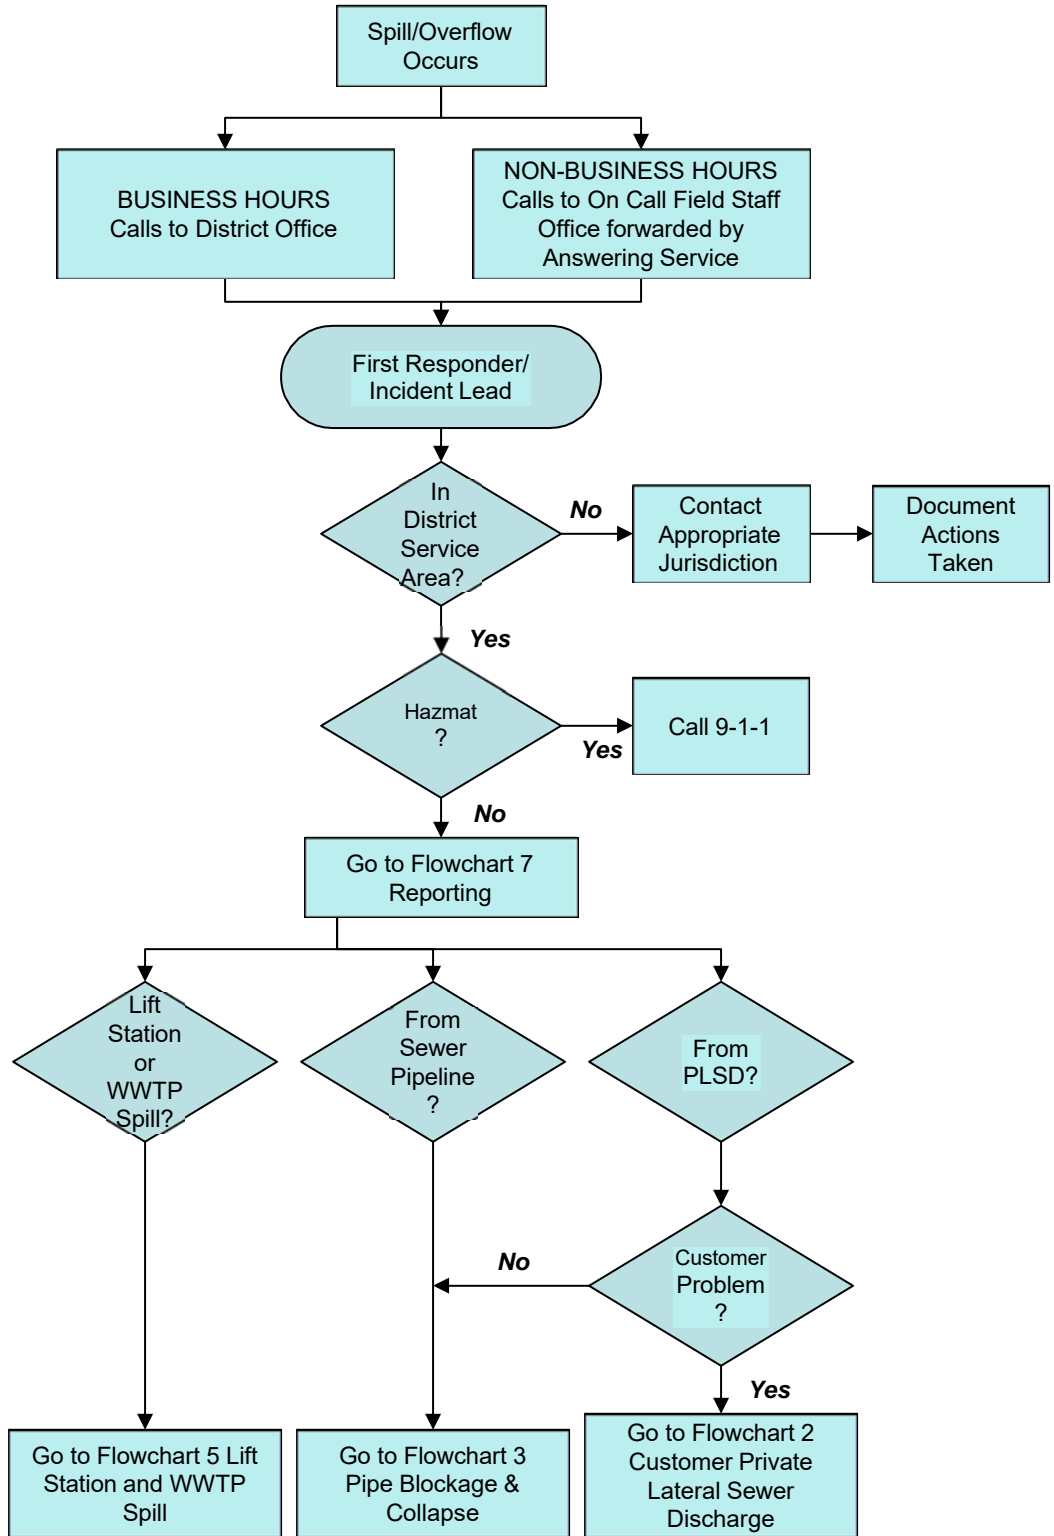 Spill/Overflow
Occurs
BUSINESS HOURS
Calls to District Office
NON-BUSINESS HOURS
Calls to On Call Field Staff
Office forwarded by
Answering Service
First Responder/
Incident Lead
In
District
Service
Area?
No
Contact
Appropriate
Jurisdiction
Document
Actions
Taken
Yes
Hazmat
?
Yes
Call 9-1-1
No
Go to Flowchart 7
Reporting
Lift
Station
or
WWTP
Spill?
From
Sewer
Pipeline
?
From
PLSD?
Customer
Problem
?
No
Yes
Go to Flowchart 5 Lift
Station and WWTP
Spill
Go to Flowchart 3
Pipe Blockage &
Collapse
Go to Flowchart 2
Customer Private
Lateral Sewer
Discharge